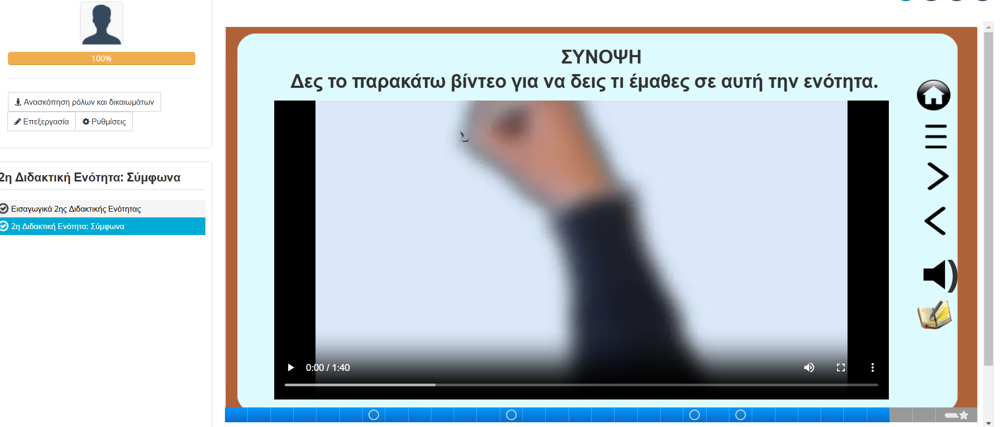 100%
Ανασκόπηση ρόλων και δικαιωμάτων
Επεξεργασία
Ρυθμίσεις
2η Διδακτική Ενότητα: Σύμφωνα
Εισαγωγικά 2ης Διδακτικής Ενότητας
2η Διδακτική Ενότητα: Σύμφωνα
ΣΥΝΟΨΗ
Δες το παρακάτω βίντεο για να δεις τι έμαθες σε αυτή την ενότητα.
0:00 / 1:40